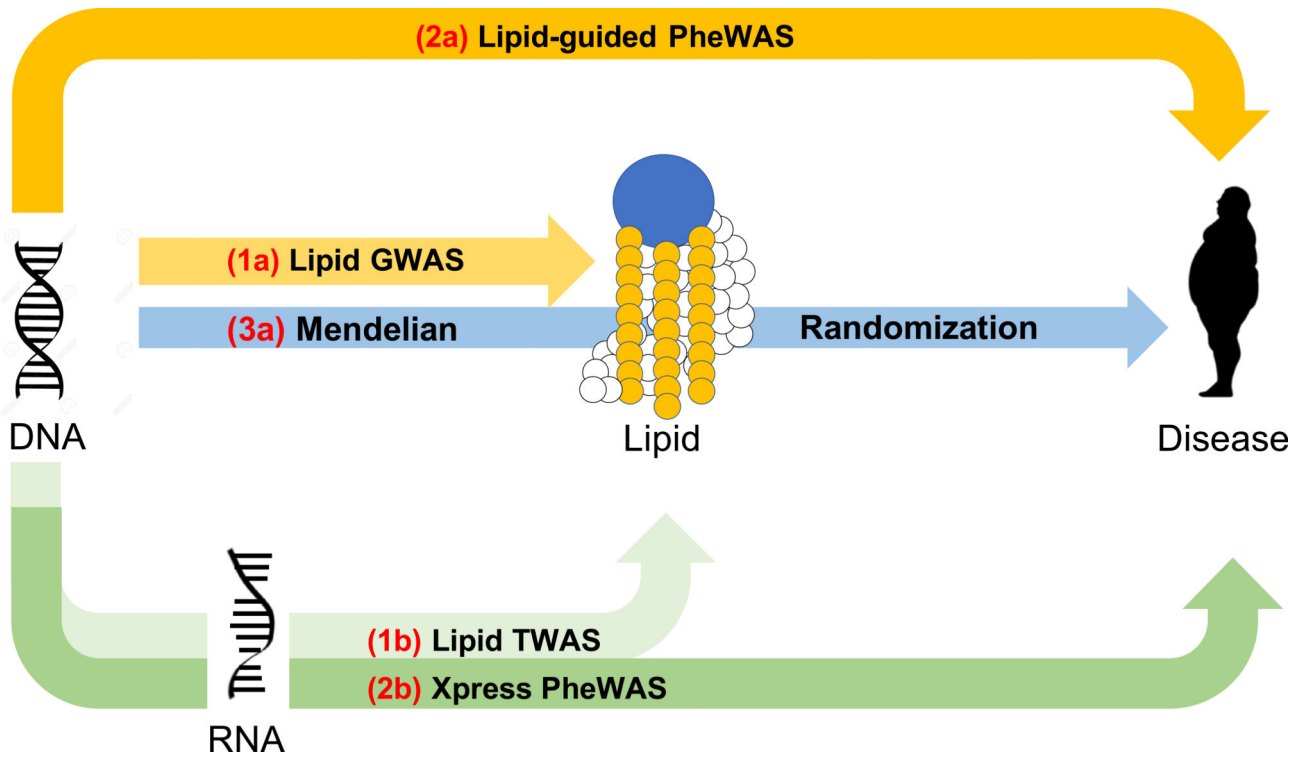 (2a) Lipid-guided PheWAS
(1a) Lipid GWAS
(3a) Mendelian Randomization
DNA
Lipid
Disease
(1b) Lipid TWAS
(2b) Xpress PheWAS
RNA